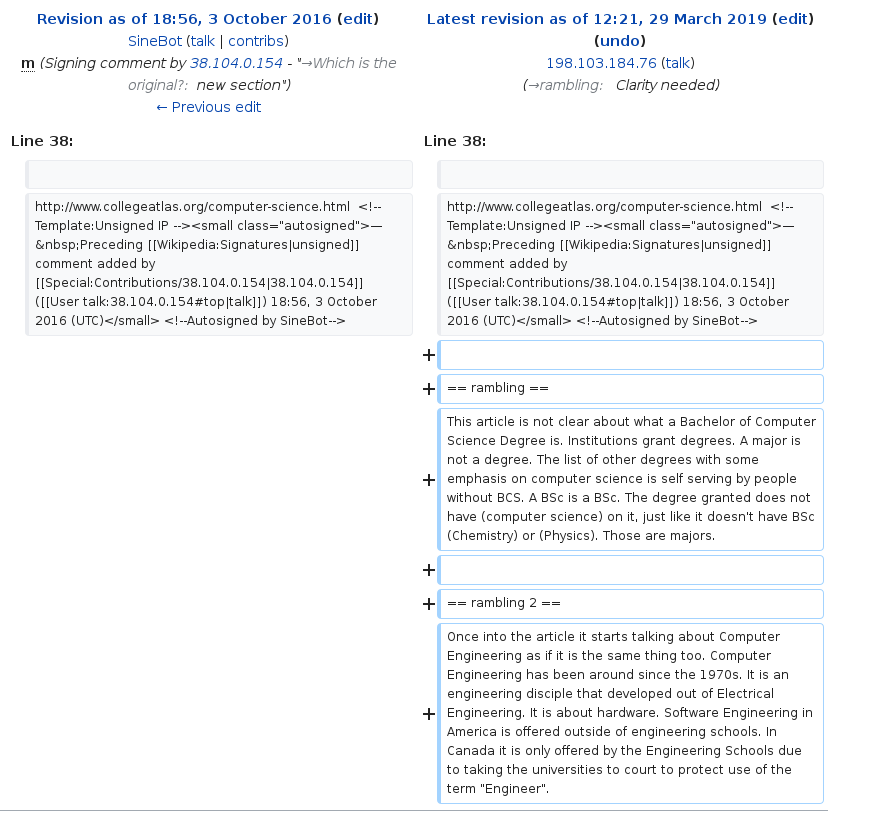 Revision as of 18:56, 3 October 2016 (edit)
SineBot (talk | contribs)
m (Signing comment by 38.104.0.154 - "→Which is the
original?:  new section")
← Previous edit
Latest revision as of 12:21, 29 March 2019 (edit)
(undo)
198.103.184.76 (talk)
(→rambling:  Clarity needed)
Line 38:
Line 38:
http://www.collegeatlas.org/computer-science.html  <!--
Template:Unsigned IP --><small class="autosigned">—
&nbsp;Preceding [[Wikipedia:Signatures|unsigned]]
comment added by
[[Special:Contributions/38.104.0.154|38.104.0.154]]
([[User talk:38.104.0.154#top|talk]]) 18:56, 3 October
2016 (UTC)</small> <!--Autosigned by SineBot-->
http://www.collegeatlas.org/computer-science.html  <!--
Template:Unsigned IP --><small class="autosigned">—
&nbsp;Preceding [[Wikipedia:Signatures|unsigned]]
comment added by
[[Special:Contributions/38.104.0.154|38.104.0.154]]
([[User talk:38.104.0.154#top|talk]]) 18:56, 3 October
2016 (UTC)</small> <!--Autosigned by SineBot-->
+
+ == rambling ==
This article is not clear about what a Bachelor of Computer
Science Degree is. Institutions grant degrees. A major is
not a degree. The list of other degrees with some
+ emphasis on computer science is self serving by people
without BCS. A BSc is a BSc. The degree granted does not
have (computer science) on it, just like it doesn't have BSc
(Chemistry) or (Physics). Those are majors.
+
+ == rambling 2 ==
Once into the article it starts talking about Computer
Engineering as if it is the same thing too. Computer
Engineering has been around since the 1970s. It is an
engineering disciple that developed out of Electrical
+ Engineering. It is about hardware. Software Engineering in
America is offered outside of engineering schools. In
Canada it is only offered by the Engineering Schools due
to taking the universities to court to protect use of the
term "Engineer".